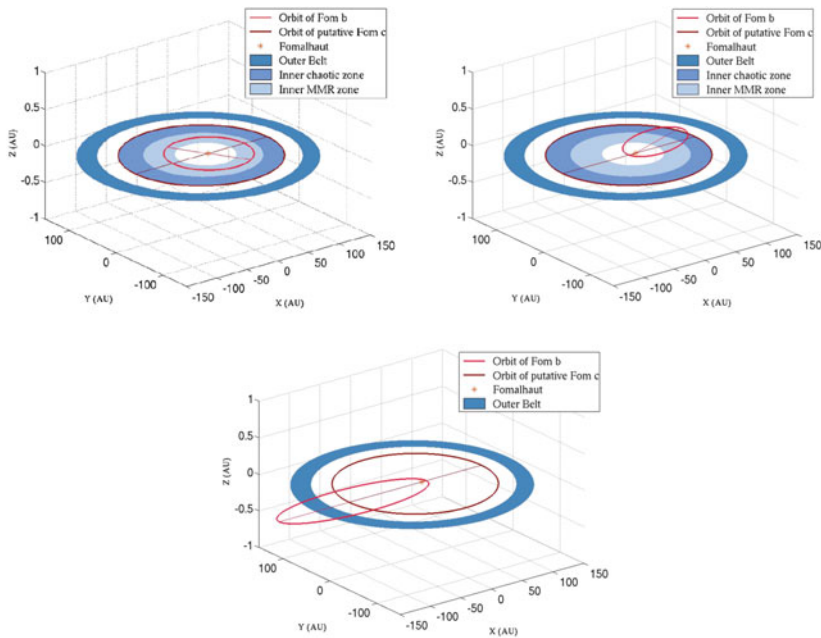 Orbit of Fom b
Orbit of putative Fom c
Fomalhaut
Outer Belt
Inner chaotic zone
Inner MMR zone
1
0.5
0
-0.5
-1
Z (AU)
100
0
-100
Y (AU)
-150
-100
-50
0
50
100
150
X (AU)
Orbit of Fom b
Orbit of putative Fom c
Fomalhaut
Outer Belt
Inner chaotic zone
Inner MMR zone
1
0.5
0
-0.5
-1
Z (AU)
100
0
-100
Y (AU)
-150
-100
-50
0
50
100
150
X (AU)
Orbit of Fom b
Orbit of putative Fom c
Fomalhaut
Outer Belt
1
0.5
0
-0.5
-1
Z (AU)
100
0
-100
Y (AU)
-150
-100
-50
0
50
100
150
X (AU)